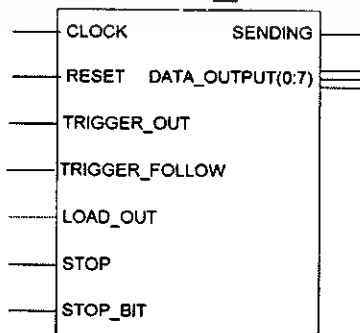 CLOCK SENDING
RESET DATA_OUTPUT(0:7)
TRIGGER_OUT
TRIGGER_FOLLOW
LOAD_OUT
STOP
STOP_BIT